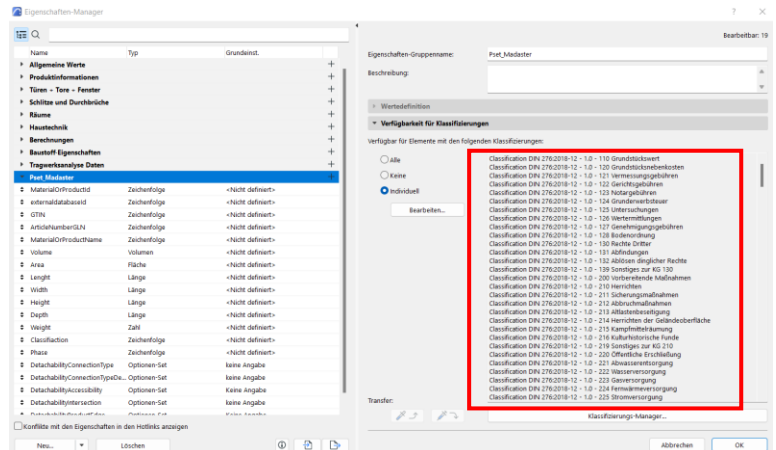 Eigenschaften-Manager
? ×
Bearbeitbar: 19
Name Typ Grundeinst.
Allgemeine Werte
Produktinformationen
Türen - Tore - Fenster
Schlitze und Durchbrüche
Räume
Haustechnik
Berechnungen
Baustoff-Eigenschaften
Tragwerksanalyse Daten
Pset_Madaster
MaterialOrProductId Zeichenfolge <Nicht definiert>
externaldatabaseid Zeichenfolge <Nicht definiert>
GTIN Zeichenfolge <Nicht definiert>
ArticleNumberGLN Zeichenfolge <Nicht definiert>
MaterialOrProductName Zeichenfolge <Nicht definiert>
Volume Volumen <Nicht definiert>
Area Fläche <Nicht definiert>
Lenght Länge <Nicht definiert>
Width Länge <Nicht definiert>
Height Länge <Nicht definiert>
Depth Länge <Nicht definiert>
Weight Zahl <Nicht definiert>
Classifiaction Zeichenfolge <Nicht definiert>
Phase Zeichenfolge <Nicht definiert>
DetachabilityConnectionType Optionen-Set keine Angabe
DetachabilityConnectionTypeDe... Optionen-Set Keine Angabe
DetachabilityAccessibility Optionen-Set keine Angabe
DetachabilityIntersection Optionen-Set keine Angabe
DetachabilityProductEdge Optionen-Set Keine Angabe
Konflikte mit den Eigenschaften in den Hotlinks anzeigen
Neu... Löschen
Eigenschaften-Gruppenname: Pset_Madaster
Beschreibung:
Wertedefinition
Verfügbarkeit für Klassifizierungen
Verfügbar für Elemente mit den folgenden Klassifizierungen:
Alle
Keine
Individuell
Bearbeiten...
Classification DIN 276:2018-12 - 1.0 - 110 Grundstückswert
Classification DIN 276:2018-12 - 1.0 - 120 Grundstücksnebenkosten
Classification DIN 276:2018-12 - 1.0 - 121 Vermessungsgebühren
Classification DIN 276:2018-12 - 1.0 - 122 Gerichtsgebühren
Classification DIN 276:2018-12 - 1.0 - 123 Notargebühren
Classification DIN 276:2018-12 - 1.0 - 124 Grunderwerbsteuer
Classification DIN 276:2018-12 - 1.0 - 125 Untersuchungen
Classification DIN 276:2018-12 - 1.0 - 126 Wertermittlungen
Classification DIN 276:2018-12 - 1.0 - 127 Genehmigungsgebühren
Classification DIN 276:2018-12 - 1.0 - 128 Bodenordnung
Classification DIN 276:2018-12 - 1.0 - 130 Rechte Dritter
Classification DIN 276:2018-12 - 1.0 - 131 Abfindungen
Classification DIN 276:2018-12 - 1.0 - 132 Ablösen dinglicher Rechte
Classification DIN 276:2018-12 - 1.0 - 139 Sonstiges zur KG 130
Classification DIN 276:2018-12 - 1.0 - 200 Vorbereitende Maßnahmen
Classification DIN 276:2018-12 - 1.0 - 210 Herrichten
Classification DIN 276:2018-12 - 1.0 - 211 Sicherungsmaßnahmen
Classification DIN 276:2018-12 - 1.0 - 212 Abbruchmaßnahmen
Classification DIN 276:2018-12 - 1.0 - 213 Altlastenbeseitigung
Classification DIN 276:2018-12 - 1.0 - 214 Herrichten der Geländeoberfläche
Classification DIN 276:2018-12 - 1.0 - 215 Kampfmittelräumung
Classification DIN 276:2018-12 - 1.0 - 216 Kulturhistorische Funde
Classification DIN 276:2018-12 - 1.0 - 219 Sonstiges zur KG 210
Classification DIN 276:2018-12 - 1.0 - 220 Öffentliche Erschließung
Classification DIN 276:2018-12 - 1.0 - 221 Abwasserentsorgung
Classification DIN 276:2018-12 - 1.0 - 222 Wasserversorgung
Classification DIN 276:2018-12 - 1.0 - 223 Gasversorgung
Classification DIN 276:2018-12 - 1.0 - 224 Fernwärmeversorgung
Classification DIN 276:2018-12 - 1.0 - 225 Stromversorgung
Transfer:
Klassifizierungs-Manager...
Abbrechen OK